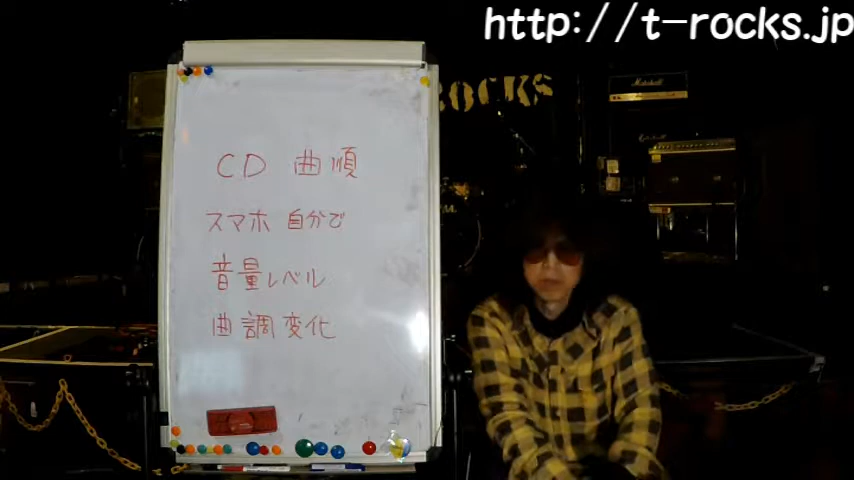 http://t-rocks.jp
ROCKS
Marshall
CD 曲順
スマホ 自分で
音量レベル
曲調変化